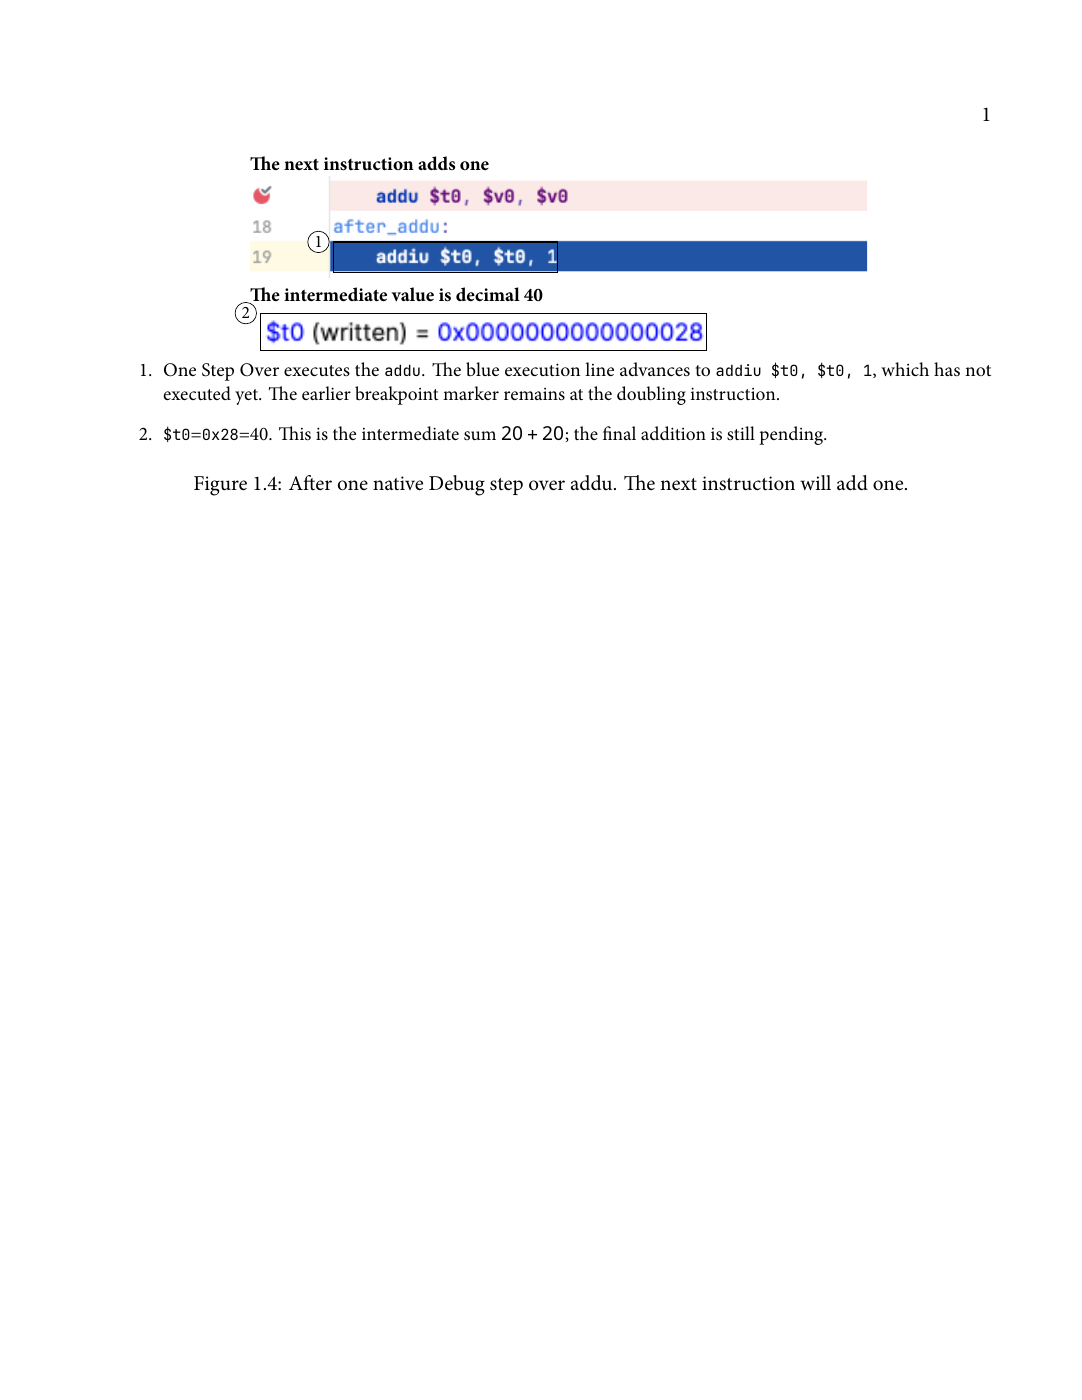 1
The next instruction adds one
addu $t0, $v0, $v0
18 after_addu:
1
19 addiu $t0, $t0, 1
The intermediate value is decimal 40
2
$t0 (written) = 0x0000000000000028
1. One Step Over executes the addu. The blue execution line advances to addiu $t0, $t0, 1, which has not
executed yet. The earlier breakpoint marker remains at the doubling instruction.
2. $t0=0x28=40. This is the intermediate sum 20 + 20; the final addition is still pending.
Figure 1.4: After one native Debug step over addu. The next instruction will add one.